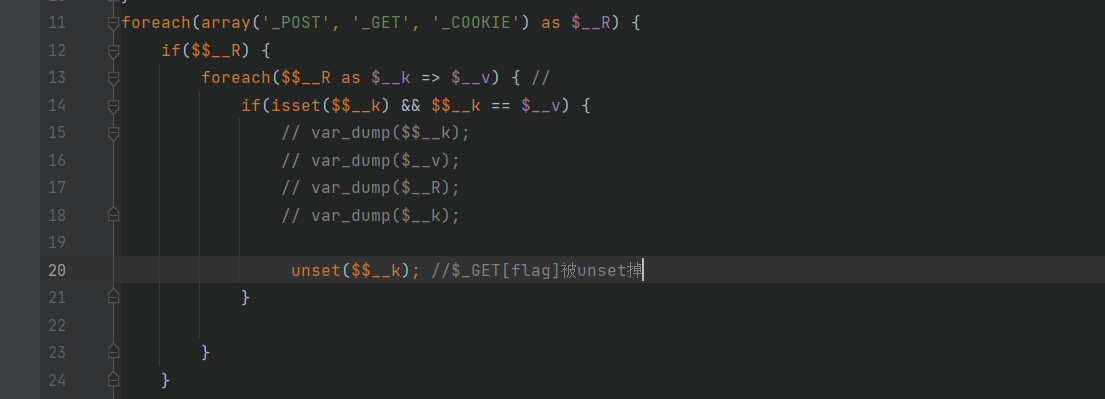 11 foreach(array('_POST', '_GET', '_COOKIE') as $__R) {
12 if($$__R) {
13 foreach($$__R as $__k => $__v) { //
14 if(isset($$__k) && $$__k == $__v) {
15 // var_dump($$__k);
16 // var_dump($__v);
17 // var_dump($__R);
18 // var_dump($__k);
19
20 unset($$__k); //$_GET[flag]被unset掉
21 }
22
23 }
24 }